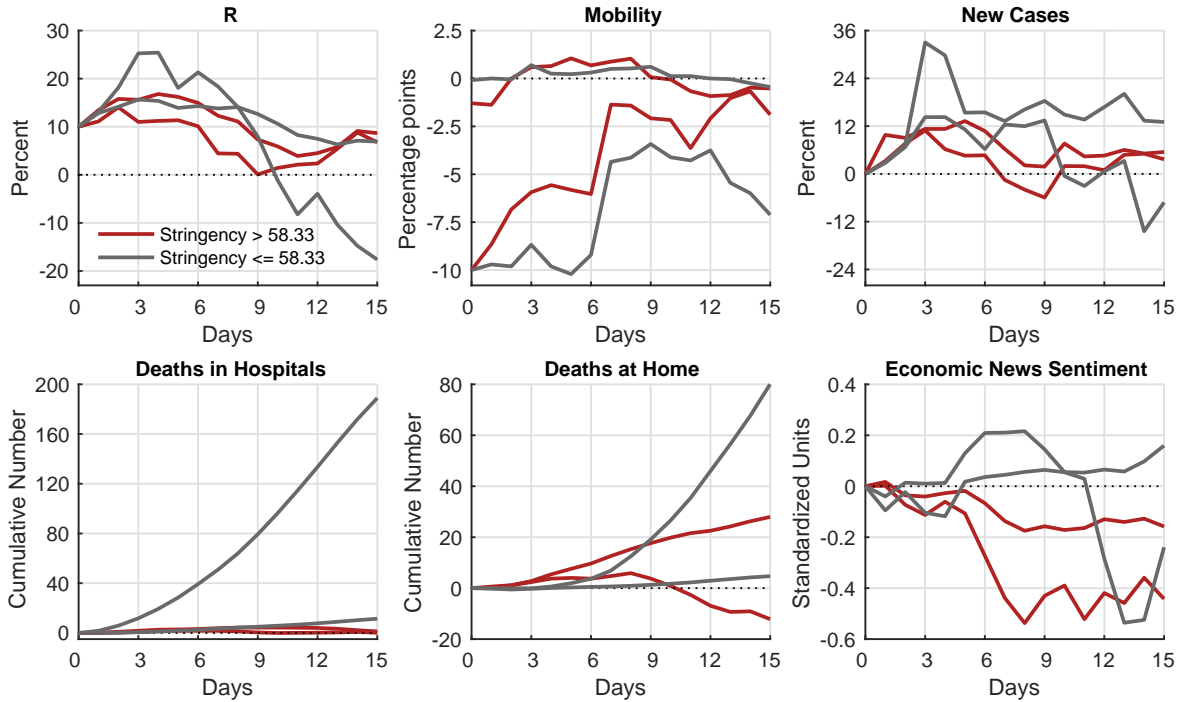 R
Percent
30
20
10
0
-10
-20
Stringency > 58.33
Stringency <= 58.33
0 3 6 9 12 15
Days
Mobility
Percentage points
2.5
0
-2.5
-5
-7.5
-10
0 3 6 9 12 15
Days
New Cases
Percent
36
24
12
0
-12
-24
0 3 6 9 12 15
Days
Deaths in Hospitals
Cumulative Number
200
160
120
80
40
0
0 3 6 9 12 15
Days
Deaths at Home
Cumulative Number
80
60
40
20
0
-20
0 3 6 9 12 15
Days
Economic News Sentiment
Standardized Units
0.4
0.2
0
-0.2
-0.4
-0.6
0 3 6 9 12 15
Days